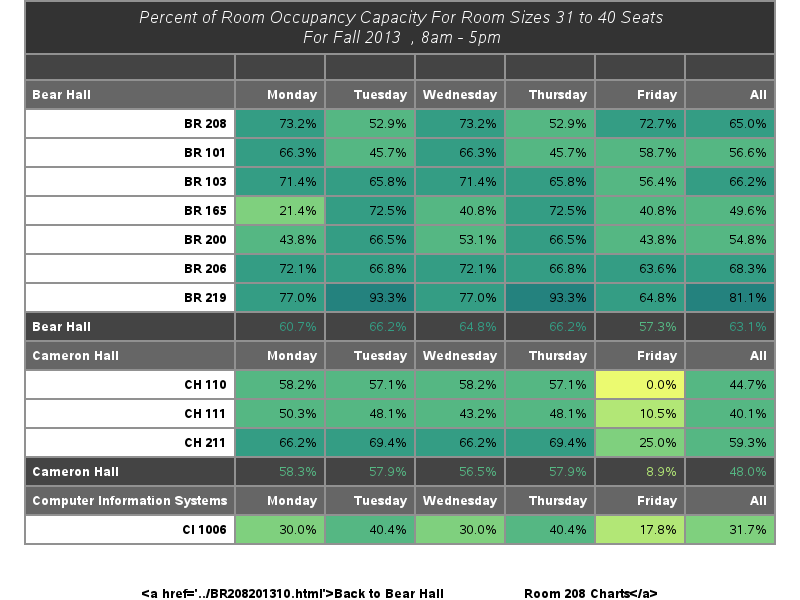 Percent of Room Occupancy Capacity For Room Sizes 31 to 40 Seats
For Fall 2013 , 8am - 5pm
Bear Hall Monday Tuesday Wednesday Thursday Friday All
BR 208 73.2% 52.9% 73.2% 52.9% 72.7% 65.0%
BR 101 66.3% 45.7% 66.3% 45.7% 58.7% 56.6%
BR 103 71.4% 65.8% 71.4% 65.8% 56.4% 66.2%
BR 165 21.4% 72.5% 40.8% 72.5% 40.8% 49.6%
BR 200 43.8% 66.5% 53.1% 66.5% 43.8% 54.8%
BR 206 72.1% 66.8% 72.1% 66.8% 63.6% 68.3%
BR 219 77.0% 93.3% 77.0% 93.3% 64.8% 81.1%
Bear Hall 60.7% 66.2% 64.8% 66.2% 57.3% 63.1%
Cameron Hall Monday Tuesday Wednesday Thursday Friday All
CH 110 58.2% 57.1% 58.2% 57.1% 0.0% 44.7%
CH 111 50.3% 48.1% 43.2% 48.1% 10.5% 40.1%
CH 211 66.2% 69.4% 66.2% 69.4% 25.0% 59.3%
Cameron Hall 58.3% 57.9% 56.5% 57.9% 8.9% 48.0%
Computer Information Systems Monday Tuesday Wednesday Thursday Friday All
CI 1006 30.0% 40.4% 30.0% 40.4% 17.8% 31.7%
<a href='../BR208201310.html'>Back to Bear Hall Room 208 Charts</a>